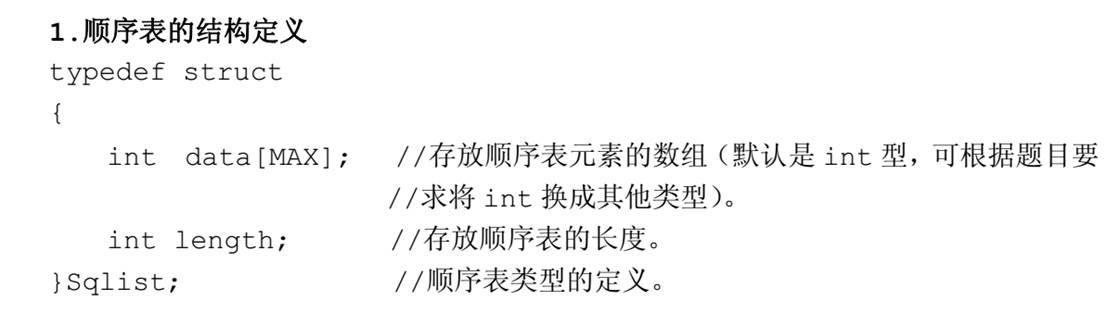 1.顺序表的结构定义
typedef struct
{
int data[MAX]; //存放顺序表元素的数组（默认是 int 型，可根据题目要
//求将 int 换成其他类型）。
int length; //存放顺序表的长度。
}Sqlist; //顺序表类型的定义。